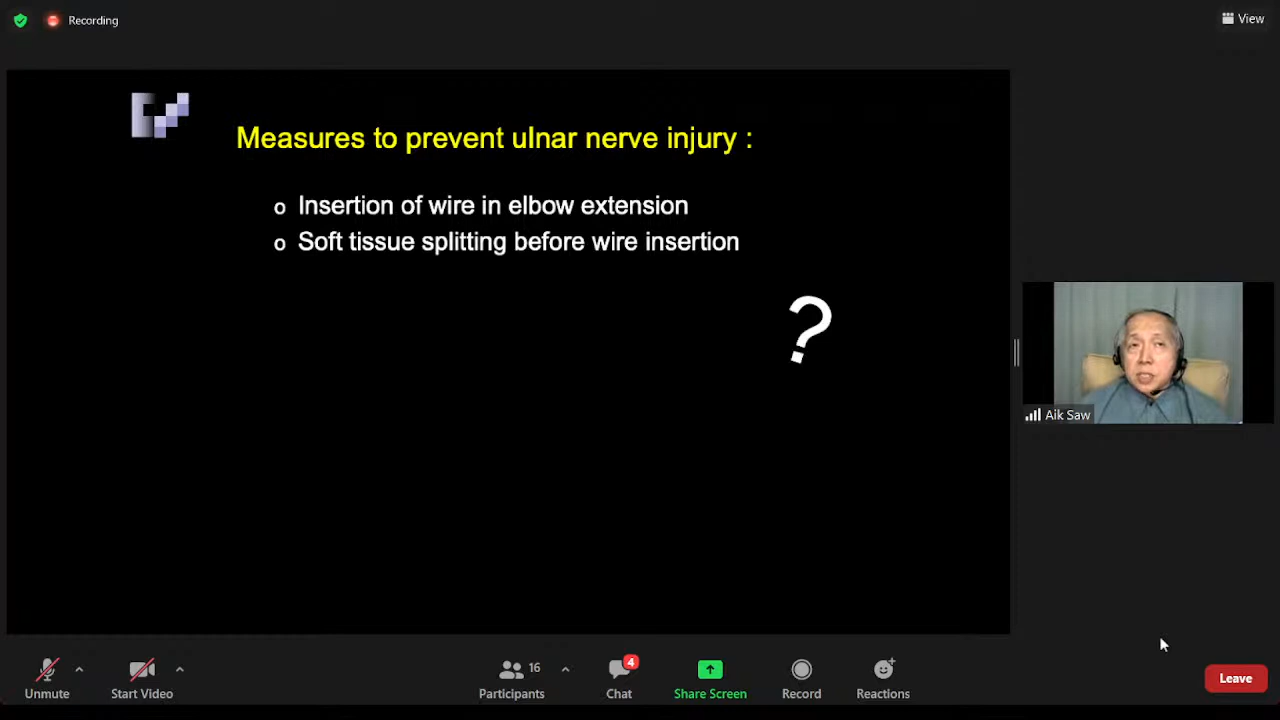 Recording
View
Measures to prevent ulnar nerve injury :
o Insertion of wire in elbow extension
o Soft tissue splitting before wire insertion
?
Aik Saw
16
4
Unmute
Start Video
Participants
Chat
Share Screen
Record
Reactions
Leave